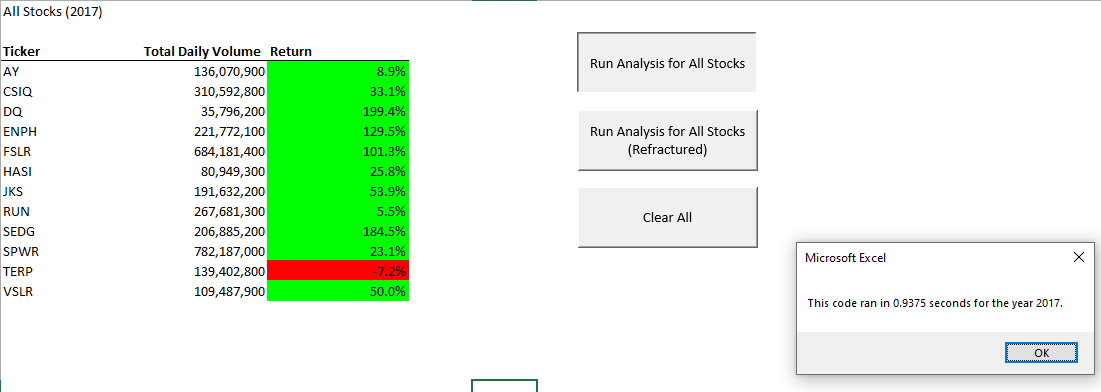 All Stocks (2017)
Ticker Total Daily Volume Return
AY 136,070,900 8.9%
CSIQ 310,592,800 33.1%
DQ 35,796,200 199.4%
ENPH 221,772,100 129.5%
FSLR 684,181,400 101.3%
HASI 80,949,300 25.8%
JKS 191,632,200 53.9%
RUN 267,681,300 5.5%
SEDG 206,885,200 184.5%
SPWR 782,187,000 23.1%
TERP 139,402,800 -7.2%
VSLR 109,487,900 50.0%
Run Analysis for All Stocks
Run Analysis for All Stocks
(Refractured)
Clear All
Microsoft Excel
This code ran in 0.9375 seconds for the year 2017.
OK